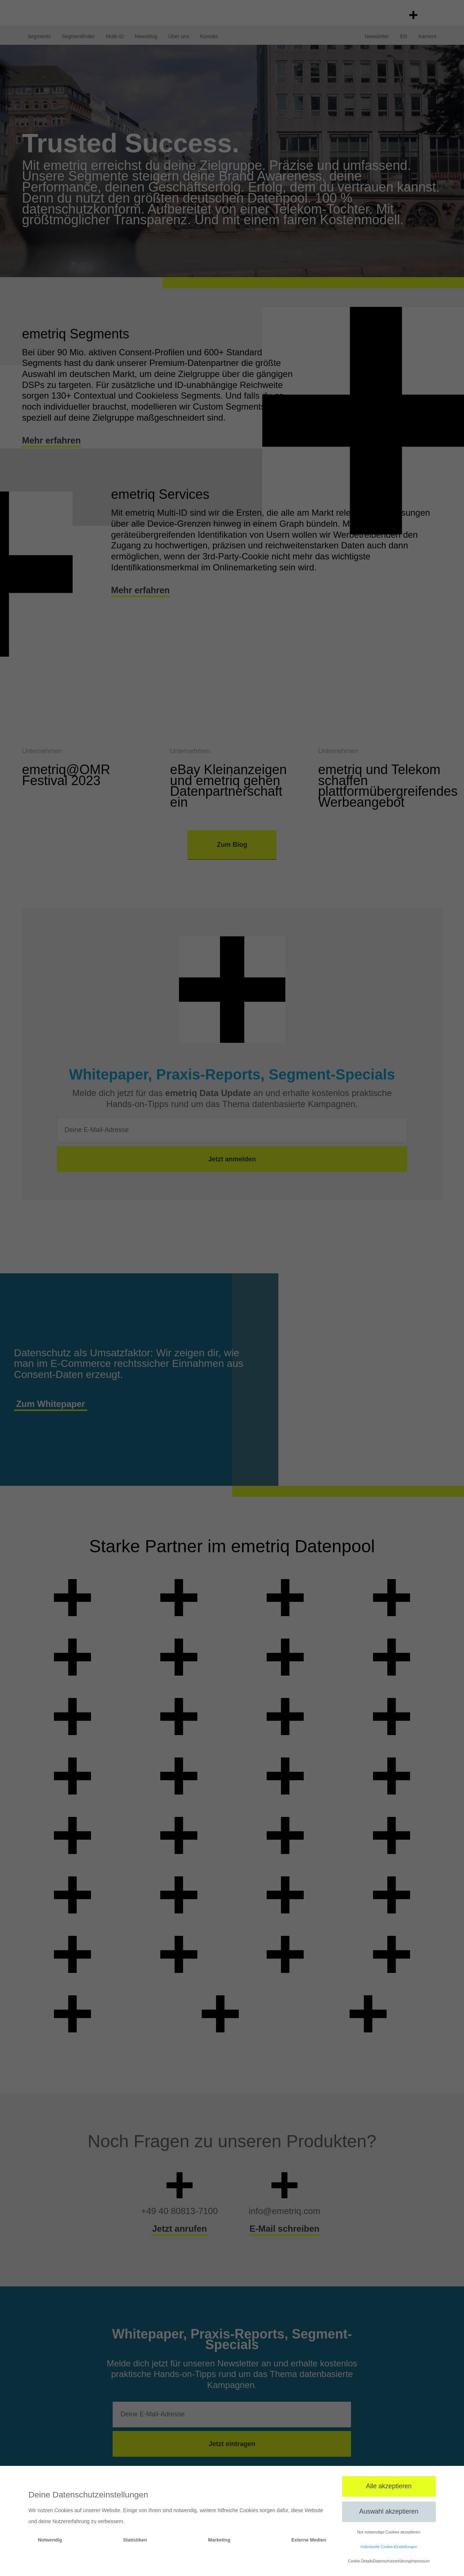 Segments Segmentfinder Multi-ID Newsblog Über uns Kontakt Newsletter EN Karriere
Trusted Success.
Mit emetriq erreichst du deine Zielgruppe. Präzise und umfassend.
Unsere Segmente steigern deine Brand Awareness, deine
Performance, deinen Geschäftserfolg. Erfolg, dem du vertrauen kannst.
Denn du nutzt den größten deutschen Datenpool. 100 %
datenschutzkonform. Aufbereitet von einer Telekom-Tochter. Mit
größtmöglicher Transparenz. Und mit einem fairen Kostenmodell.
emetriq Segments
Bei über 90 Mio. aktiven Consent-Profilen und 600+ Standard
Segments hast du dank unserer Premium-Datenpartner die größte
Auswahl im deutschen Markt, um deine Zielgruppe über die gängigen
DSPs zu targeten. Für zusätzliche und ID-unabhängige Reichweite
sorgen 130+ Contextual und Cookieless Segments. Und falls du es
noch individueller brauchst, modellieren wir Custom Segments
speziell auf deine Zielgruppe maßgeschneidert sind.
Mehr erfahren
emetriq Services
Mit emetriq Multi-ID sind wir die Ersten, die alle am Markt
über alle Device-Grenzen hinweg in einem Graph bündeln.
geräteübergreifenden Identifikation von Usern wollen wir Werbetreibenden den
Zugang zu hochwertigen, präzisen und reichweitenstarken Daten auch dann
ermöglichen, wenn der 3rd-Party-Cookie nicht mehr das wichtigste
Identifikationsmerkmal im Onlinemarketing sein wird.
Mehr erfahren
Unternehmen
emetriq@OMR
Festival 2023
Unternehmen
eBay Kleinanzeigen
und emetriq gehen
Datenpartnerschaft
ein
Unternehmen
emetriq und Telekom
schaffen
plattformübergreifendes
Werbeangebot
Zum Blog
Whitepaper, Praxis-Reports, Segment-Specials
Melde dich jetzt für das emetriq Data Update an und erhalte kostenlos praktische
Hands-on-Tipps rund um das Thema datenbasierte Kampagnen.
Deine E-Mail-Adresse
Jetzt anmelden
Datenschutz als Umsatzfaktor: Wir zeigen dir, wie
man im E-Commerce rechtssicher Einnahmen aus
Consent-Daten erzeugt.
Zum Whitepaper
Starke Partner im emetriq Datenpool
Noch Fragen zu unseren Produkten?
+49 40 80813-7100
Jetzt anrufen
info@emetriq.com
E-Mail schreiben
Whitepaper, Praxis-Reports, Segment-
Specials
Melde dich jetzt für unseren Newsletter an und erhalte kostenlos
praktische Hands-on-Tipps rund um das Thema datenbasierte
Kampagnen.
Deine E-Mail-Adresse
Jetzt eintragen
Deine Datenschutzeinstellungen
Wir nutzen Cookies auf unserer Website. Einige von ihnen sind notwendig, weitere hilfreiche Cookies sorgen dafür, diese Website
und deine Nutzererfahrung zu verbessern.
Notwendig Statistiken Marketing Externe Medien
Alle akzeptieren
Auswahl akzeptieren
Nur notwendige Cookies akzeptieren
Individuelle Cookie-Einstellungen
Cookie-DetailsDatenschutzerklärungImpressum